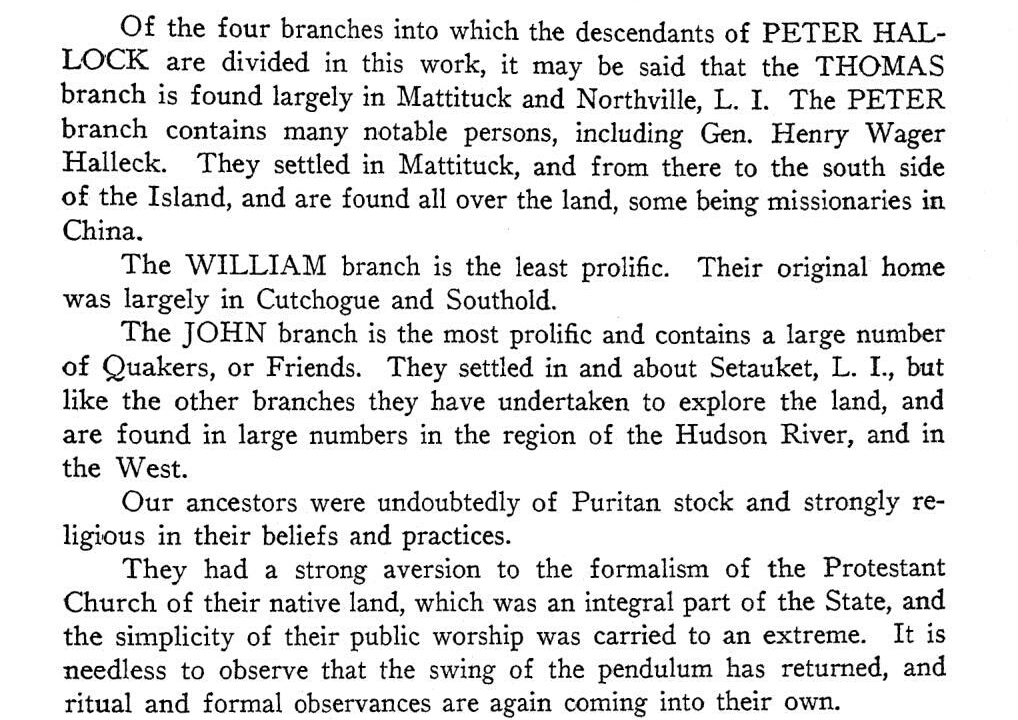 Of the four branches into which the descendants of PETER HAL-
LOCK are divided in this work, it may be said that the THOMAS
branch is found largely in Mattituck and Northville, L. I. The PETER
branch contains many notable persons, including Gen. Henry Wager
Halleck. They settled in Mattituck, and from there to the south side
of the Island, and are found all over the land, some being missionaries in
China.
The WILLIAM branch is the least prolific. Their original home
was largely in Cutchogue and Southold.
The JOHN branch is the most prolific and contains a large number
of Quakers, or Friends. They settled in and about Setauket, L. I., but
like the other branches they have undertaken to explore the land, and
are found in large numbers in the region of the Hudson River, and in
the West.
Our ancestors were undoubtedly of Puritan stock and strongly re-
ligious in their beliefs and practices.
They had a strong aversion to the formalism of the Protestant
Church of their native land, which was an integral part of the State, and
the simplicity of their public worship was carried to an extreme. It is
needless to observe that the swing of the pendulum has returned, and
ritual and formal observances are again coming into their own.